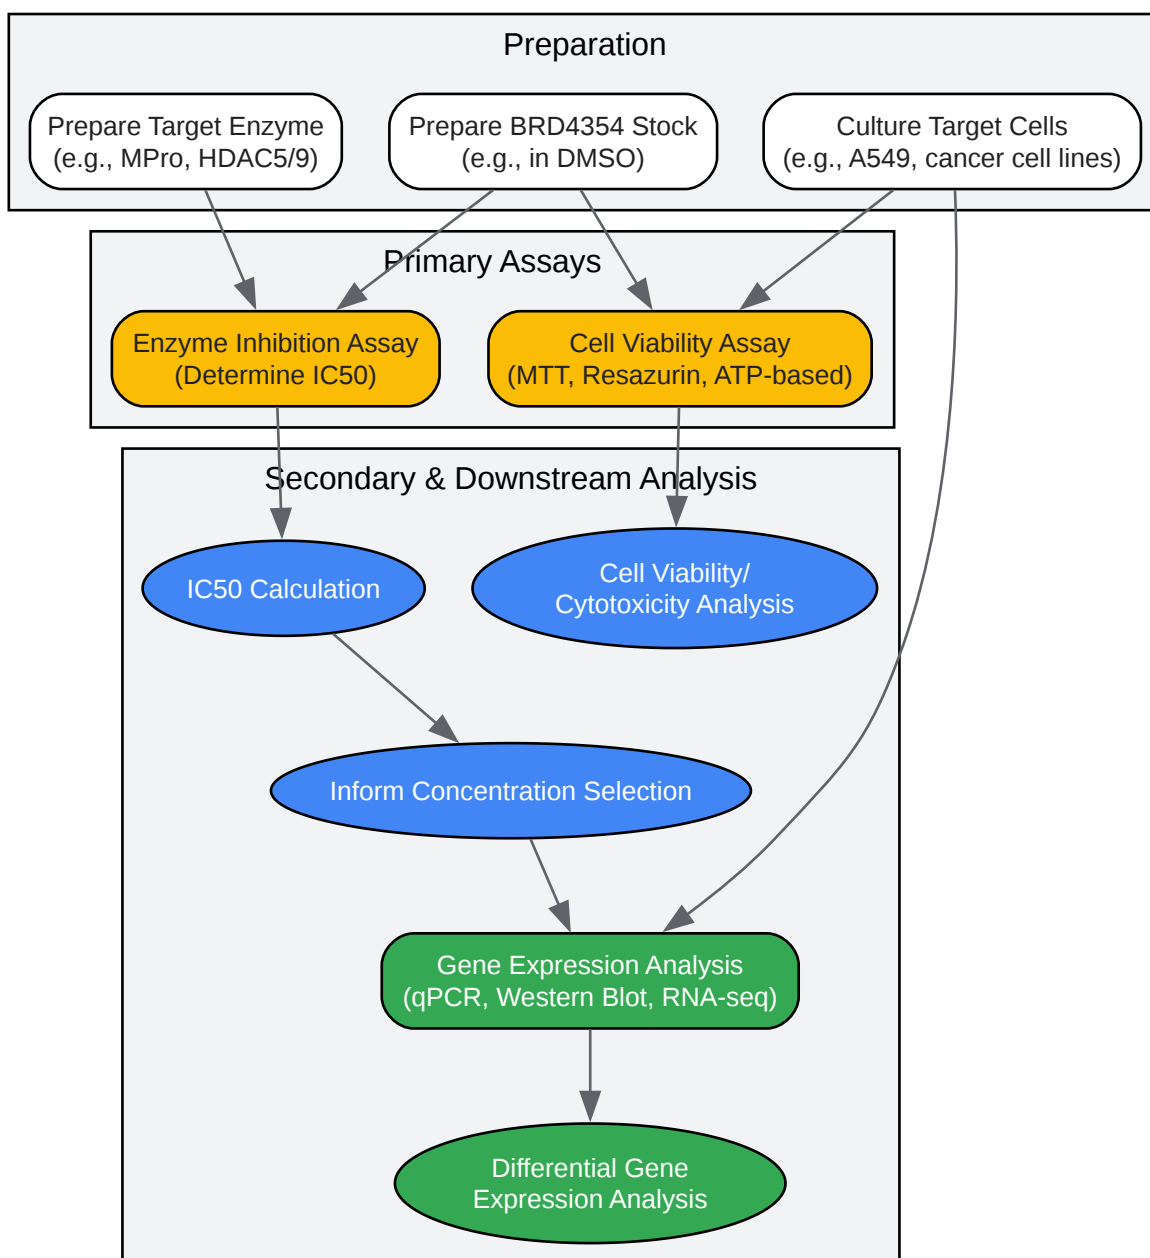 Preparation
Prepare Target Enzyme
(e.g., MPro, HDAC5/9)
Prepare BRD4354 Stock
(e.g., in DMSO)
Culture Target Cells
(e.g., A549, cancer cell lines)
Primary Assays
Enzyme Inhibition Assay
(Determine IC50)
Cell Viability Assay
(MTT, Resazurin, ATP-based)
Secondary & Downstream Analysis
IC50 Calculation
Cell Viability/
Cytotoxicity Analysis
Inform Concentration Selection
Gene Expression Analysis
(qPCR, Western Blot, RNA-seq)
Differential Gene
Expression Analysis